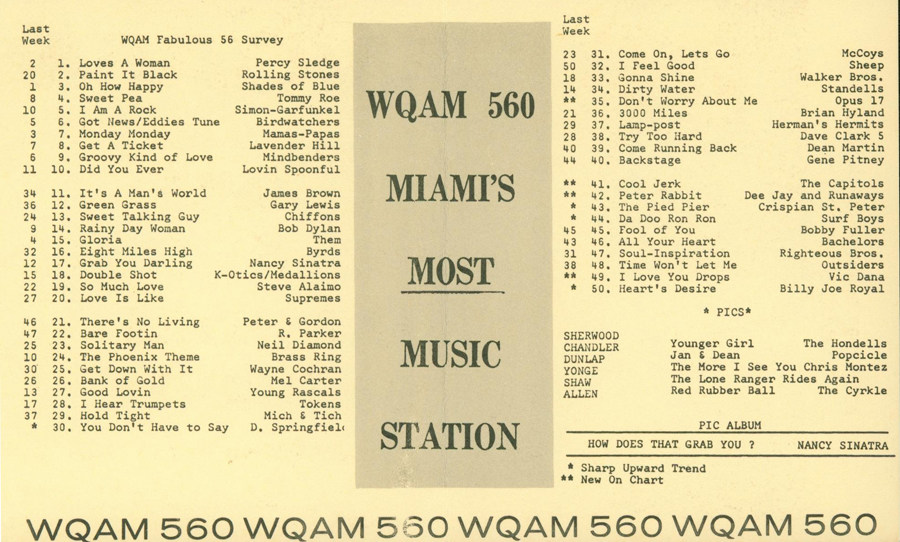 Last
Week WQAM Fabulous 56 Survey
2 1. Loves A Woman Percy Sledge
20 2. Paint It Black Rolling Stones
1 3. Oh How Happy Shades of Blue
8 4. Sweet Pea Tommy Roe
10 5. I Am A Rock Simon-Garfunkel
5 6. Got News/Eddies Tune Birdwatchers
3 7. Monday Monday Mamas-Papas
7 8. Get A Ticket Lavender Hill
6 9. Groovy Kind of Love Mindbenders
11 10. Did You Ever Lovin Spoonful
34 11. It's A Man's World James Brown
36 12. Green Grass Gary Lewis
24 13. Sweet Talking Guy Chiffons
9 14. Rainy Day Woman Bob Dylan
4 15. Gloria Them
32 16. Eight Miles High Byrds
12 17. Grab You Darling Nancy Sinatra
15 18. Double Shot K-Otics/Medallions
22 19. So Much Love Steve Alaimo
27 20. Love Is Like Supremes
46 21. There's No Living Peter & Gordon
47 22. Bare Footin R. Parker
25 23. Solitary Man Neil Diamond
10 24. The Phoenix Theme Brass Ring
30 25. Get Down With It Wayne Cochran
26 26. Bank of Gold Mel Carter
13 27. Good Lovin Young Rascals
17 28. I Hear Trumpets Tokens
37 29. Hold Tight Mich & Tich
* 30. You Don't Have to Say D. Springfiel
WQAM 560
MIAMI'S
MOST
MUSIC
STATION
Last
Week
23 31. Come On, Lets Go McCoys
50 32. I Feel Good Sheep
18 33. Gonna Shine Walker Bros.
14 34. Dirty Water Standells
** 35. Don't Worry About Me Opus 17
21 36. 3000 Miles Brian Hyland
29 37. Lamp-post Herman's Hermits
28 38. Try Too Hard Dave Clark 5
40 39. Come Running Back Dean Martin
44 40. Backstage Gene Pitney
** 41. Cool Jerk The Capitols
** 42. Peter Rabbit Dee Jay and Runaways
* 43. The Pied Pier Crispian St. Peter
* 44. Da Doo Ron Ron Surf Boys
45 45. Fool of You Bobby Fuller
43 46. All Your Heart Bachelors
31 47. Soul-Inspiration Righteous Bros.
38 48. Time Won't Let Me Outsiders
** 49. I Love You Drops Vic Dana
* 50. Heart's Desire Billy Joe Royal
* PICS*
SHERWOOD
CHANDLER Younger Girl The Hondells
DUNLAP Jan & Dean Popcicle
YONGE The More I See You Chris Montez
SHAW The Lone Ranger Rides Again
ALLEN Red Rubber Ball The Cyrkle
PIC ALBUM
HOW DOES THAT GRAB YOU ? NANCY SINATRA
* Sharp Upward Trend
** New On Chart
WQAM 560 WQAM 560 WQAM 560 WQAM 560